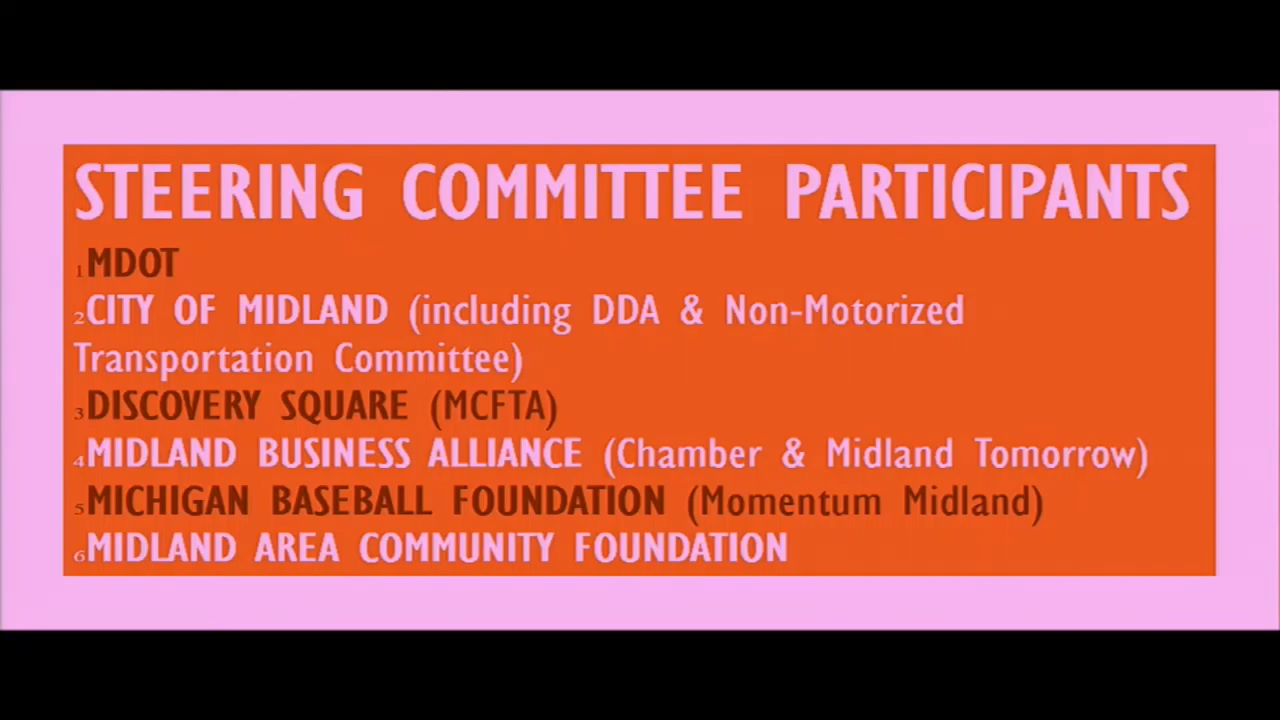 STEERING COMMITTEE PARTICIPANTS
1MDOT
2CITY OF MIDLAND (including DDA & Non-Motorized
Transportation Committee)
3DISCOVERY SQUARE (MCFTA)
4MIDLAND BUSINESS ALLIANCE (Chamber & Midland Tomorrow)
5MICHIGAN BASEBALL FOUNDATION (Momentum Midland)
6MIDLAND AREA COMMUNITY FOUNDATION